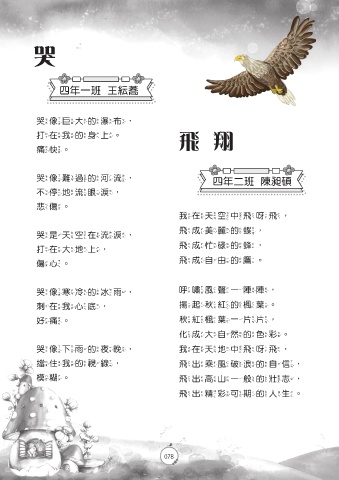 哭
四年一班 王紜蕎
哭像巨大的瀑布，
打在我的身上。
痛快。
哭像難過的河流，
不停地流眼淚，
悲傷。
哭是天空在流淚，
打在大地上，
傷心。
哭像寒冷的冰雨，
刺在我心底，
好痛。
哭像下雨的夜晚，
擋住我的視線，
模糊。
飛翔
四年二班 陳昶碩
我在天空中飛呀飛，
飛成美麗的蝶，
飛成忙碌的蜂，
飛成自由的鷹。
呼嘯風聲一陣陣，
揚起秋紅的楓葉。
秋紅楓葉一片片，
化成大自然的色彩。
我在天地中飛呀飛，
飛出乘風破浪的自信，
飛出高山一般的壯志，
飛出精彩可期的人生。
078